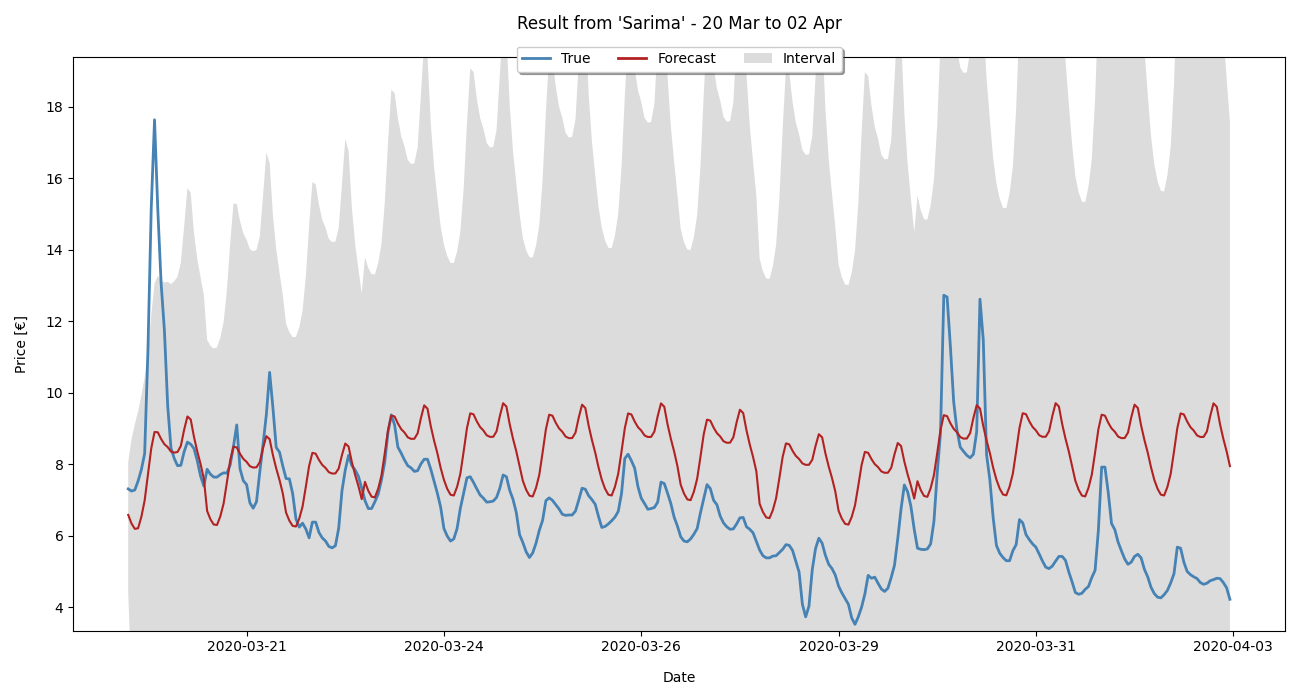 Result from 'Sarima' - 20 Mar to 02 Apr
True Forecast Interval
18
16
14
12
10
8
6
4
Price [€]
2020-03-21 2020-03-24 2020-03-26 2020-03-29 2020-03-31 2020-04-03
Date